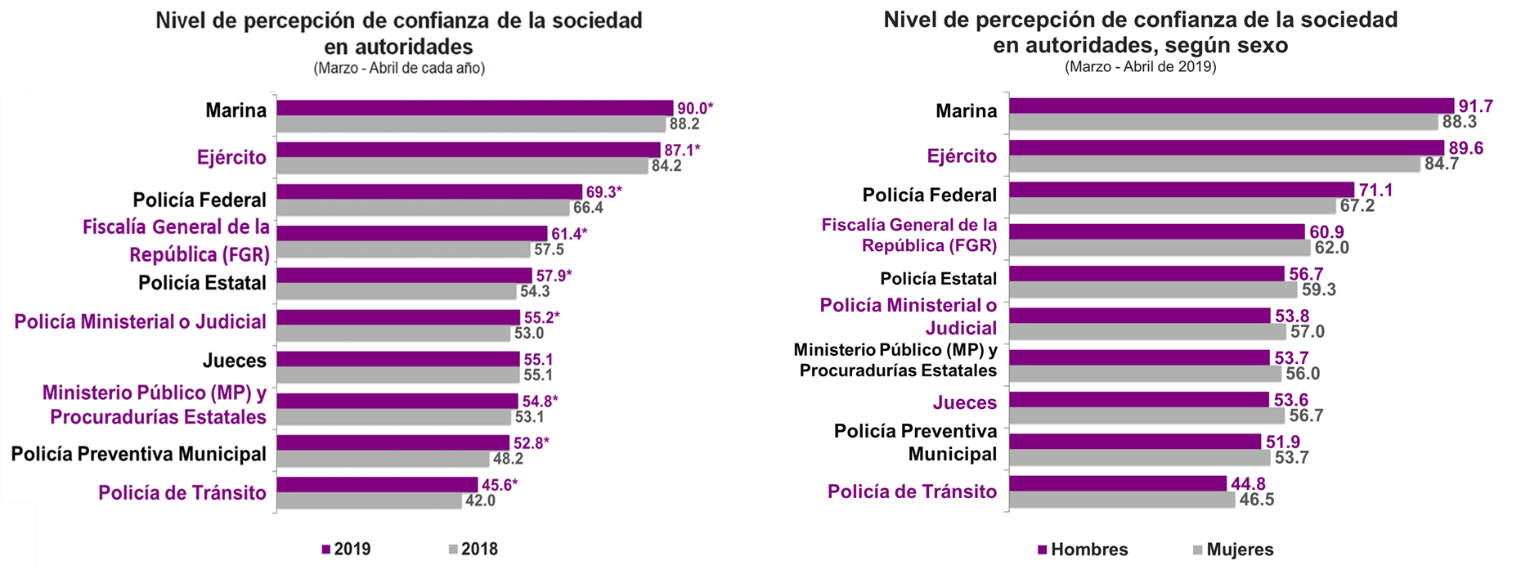 Nivel de percepción de confianza de la sociedad
en autoridades
(Marzo - Abril de cada año)
Marina
90.0*
88.2
Ejército
87.1*
84.2
Policía Federal
69.3*
66.4
Fiscalía General de la
República (FGR)
61.4*
57.5
Policía Estatal
57.9*
54.3
Policía Ministerial o Judicial
55.2*
53.0
Jueces
55.1
55.1
Ministerio Público (MP) y
Procuradurías Estatales
54.8*
53.1
Policía Preventiva Municipal
52.8*
48.2
Policía de Tránsito
45.6*
42.0
2019
2018
Nivel de percepción de confianza de la sociedad
en autoridades, según sexo
(Marzo - Abril de 2019)
Marina
91.7
88.3
Ejército
89.6
84.7
Policía Federal
71.1
67.2
Fiscalía General de la
República (FGR)
60.9
62.0
Policía Estatal
56.7
59.3
Policía Ministerial o
Judicial
53.8
57.0
Ministerio Público (MP) y
Procuradurías Estatales
53.7
56.0
Jueces
53.6
56.7
Policía Preventiva
Municipal
51.9
53.7
Policía de Tránsito
44.8
46.5
Hombres
Mujeres